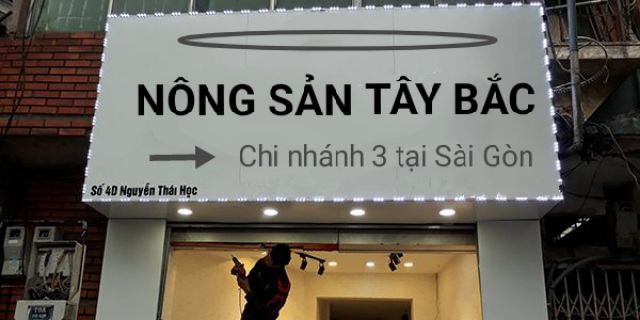 NÔNG SẢN TÂY BẮC
Chi nhánh 3 tại Sài Gòn
Số 4D Nguyễn Thái Học